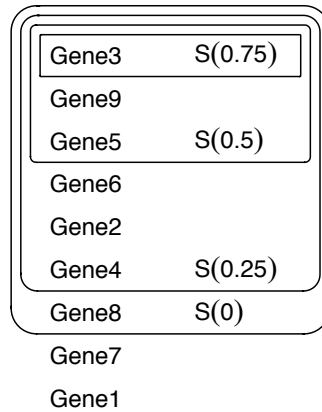 Gene3 S(0.75)
Gene9
Gene5 S(0.5)
Gene6
Gene2
Gene4 S(0.25)
Gene8 S(0)
Gene7
Gene1